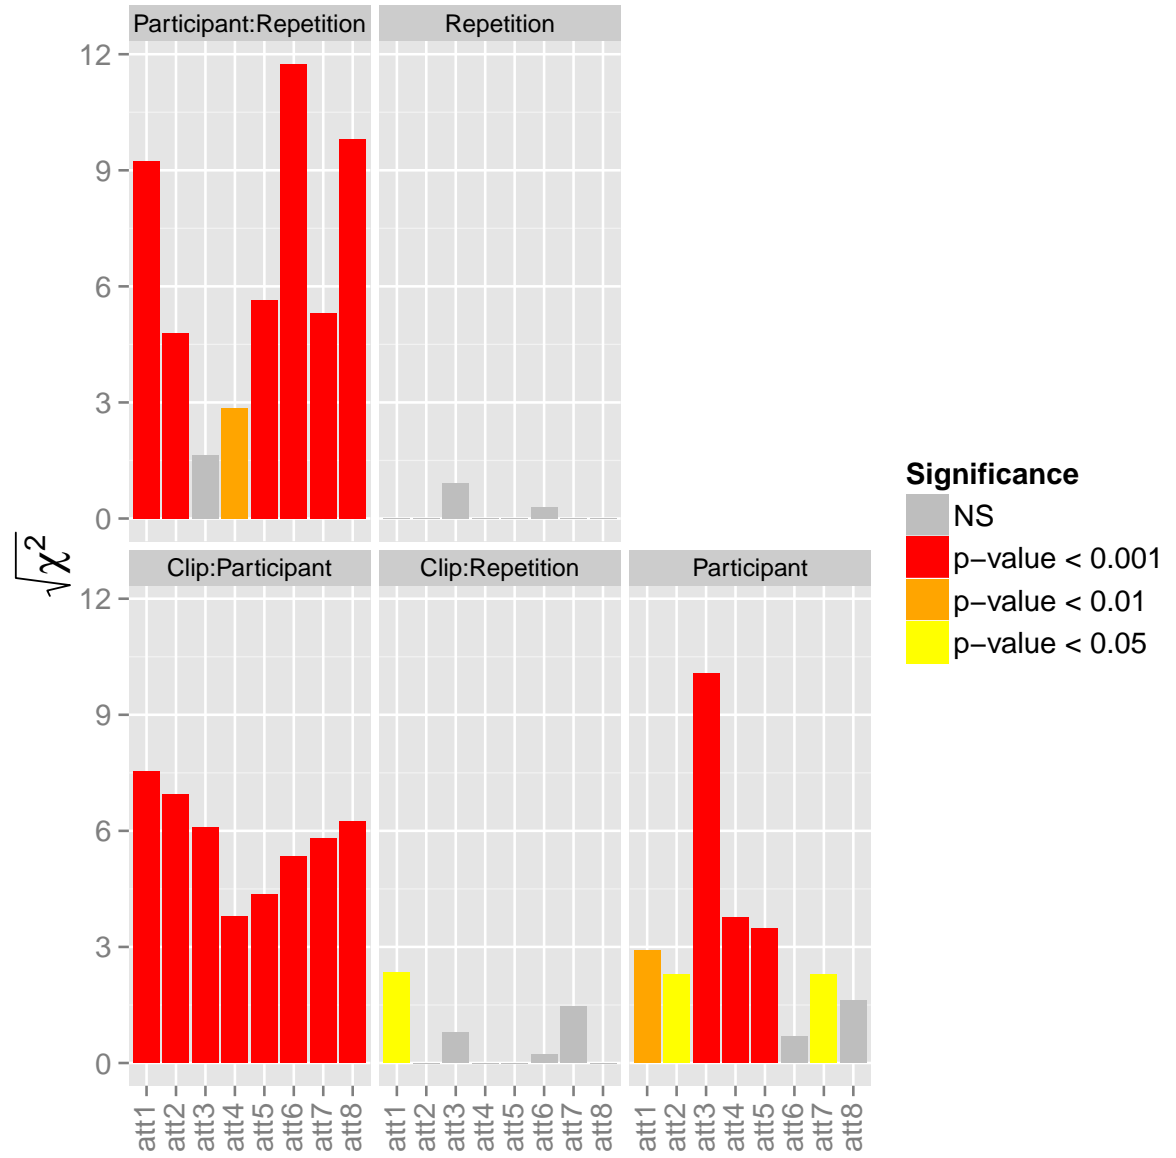 Participant:Repetition
Repetition
12
9
6
3
0
√χ²
Clip:Participant
Clip:Repetition
Participant
12
9
6
3
0
att1
att2
att3
att4
att5
att6
att7
att8
att1
att2
att3
att4
att5
att6
att7
att8
att1
att2
att3
att4
att5
att6
att7
att8
Significance
NS
p−value < 0.001
p−value < 0.01
p−value < 0.05